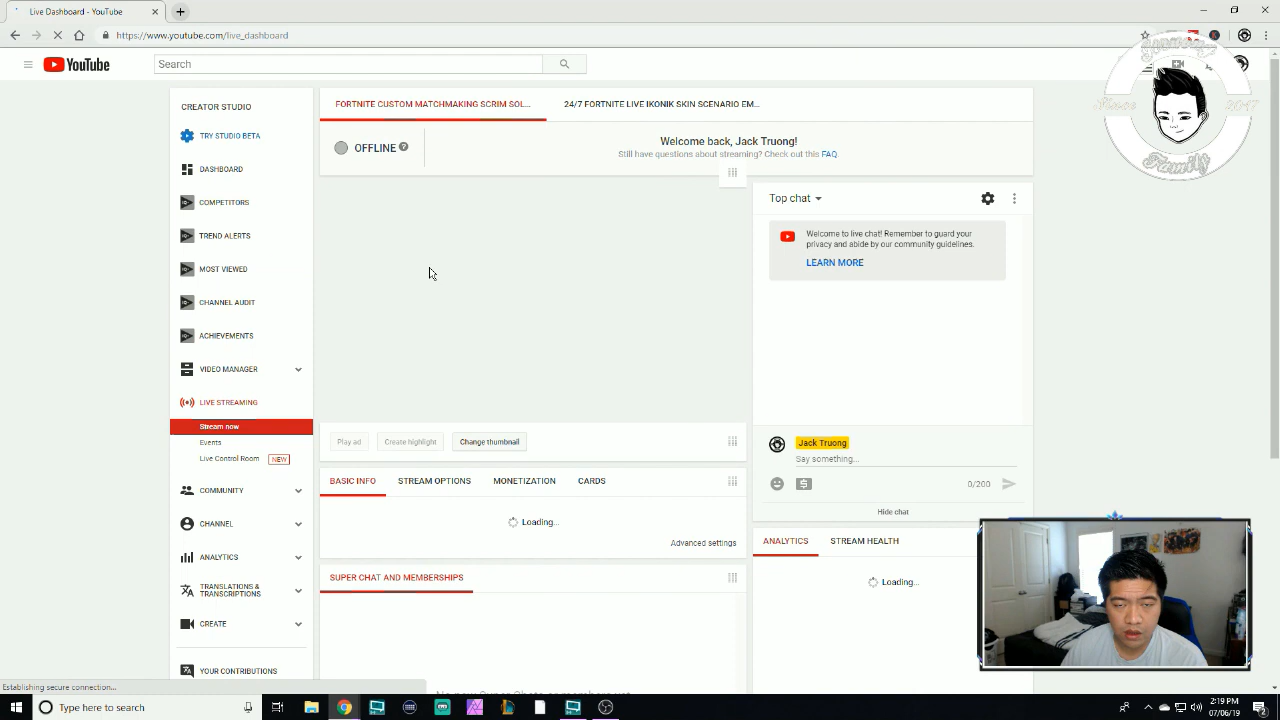 Live Dashboard - YouTube
https://www.youtube.com/live_dashboard
YouTube
Search
Since 2017
Family
CREATOR STUDIO
TRY STUDIO BETA
DASHBOARD
COMPETITORS
TREND ALERTS
MOST VIEWED
CHANNEL AUDIT
ACHIEVEMENTS
VIDEO MANAGER
LIVE STREAMING
Stream now
Events
Live Control Room NEW
COMMUNITY
CHANNEL
ANALYTICS
TRANSLATIONS &
TRANSCRIPTIONS
CREATE
YOUR CONTRIBUTIONS
FORTNITE CUSTOM MATCHMAKING SCRIM SOL...
24/7 FORTNITE LIVE IKONIK SKIN SCENARIO EM...
OFFLINE ?
Welcome back, Jack Truong!
Still have questions about streaming? Check out this FAQ.
Play ad
Create highlight
Change thumbnail
BASIC INFO
STREAM OPTIONS
MONETIZATION
CARDS
Loading...
Advanced settings
SUPER CHAT AND MEMBERSHIPS
Top chat
Welcome to live chat! Remember to guard your
privacy and abide by our community guidelines.
LEARN MORE
Jack Truong
Say something...
0/200
Hide chat
ANALYTICS
STREAM HEALTH
Loading...
Establishing secure connection...
Type here to search
2:19 PM
07/06/19
2